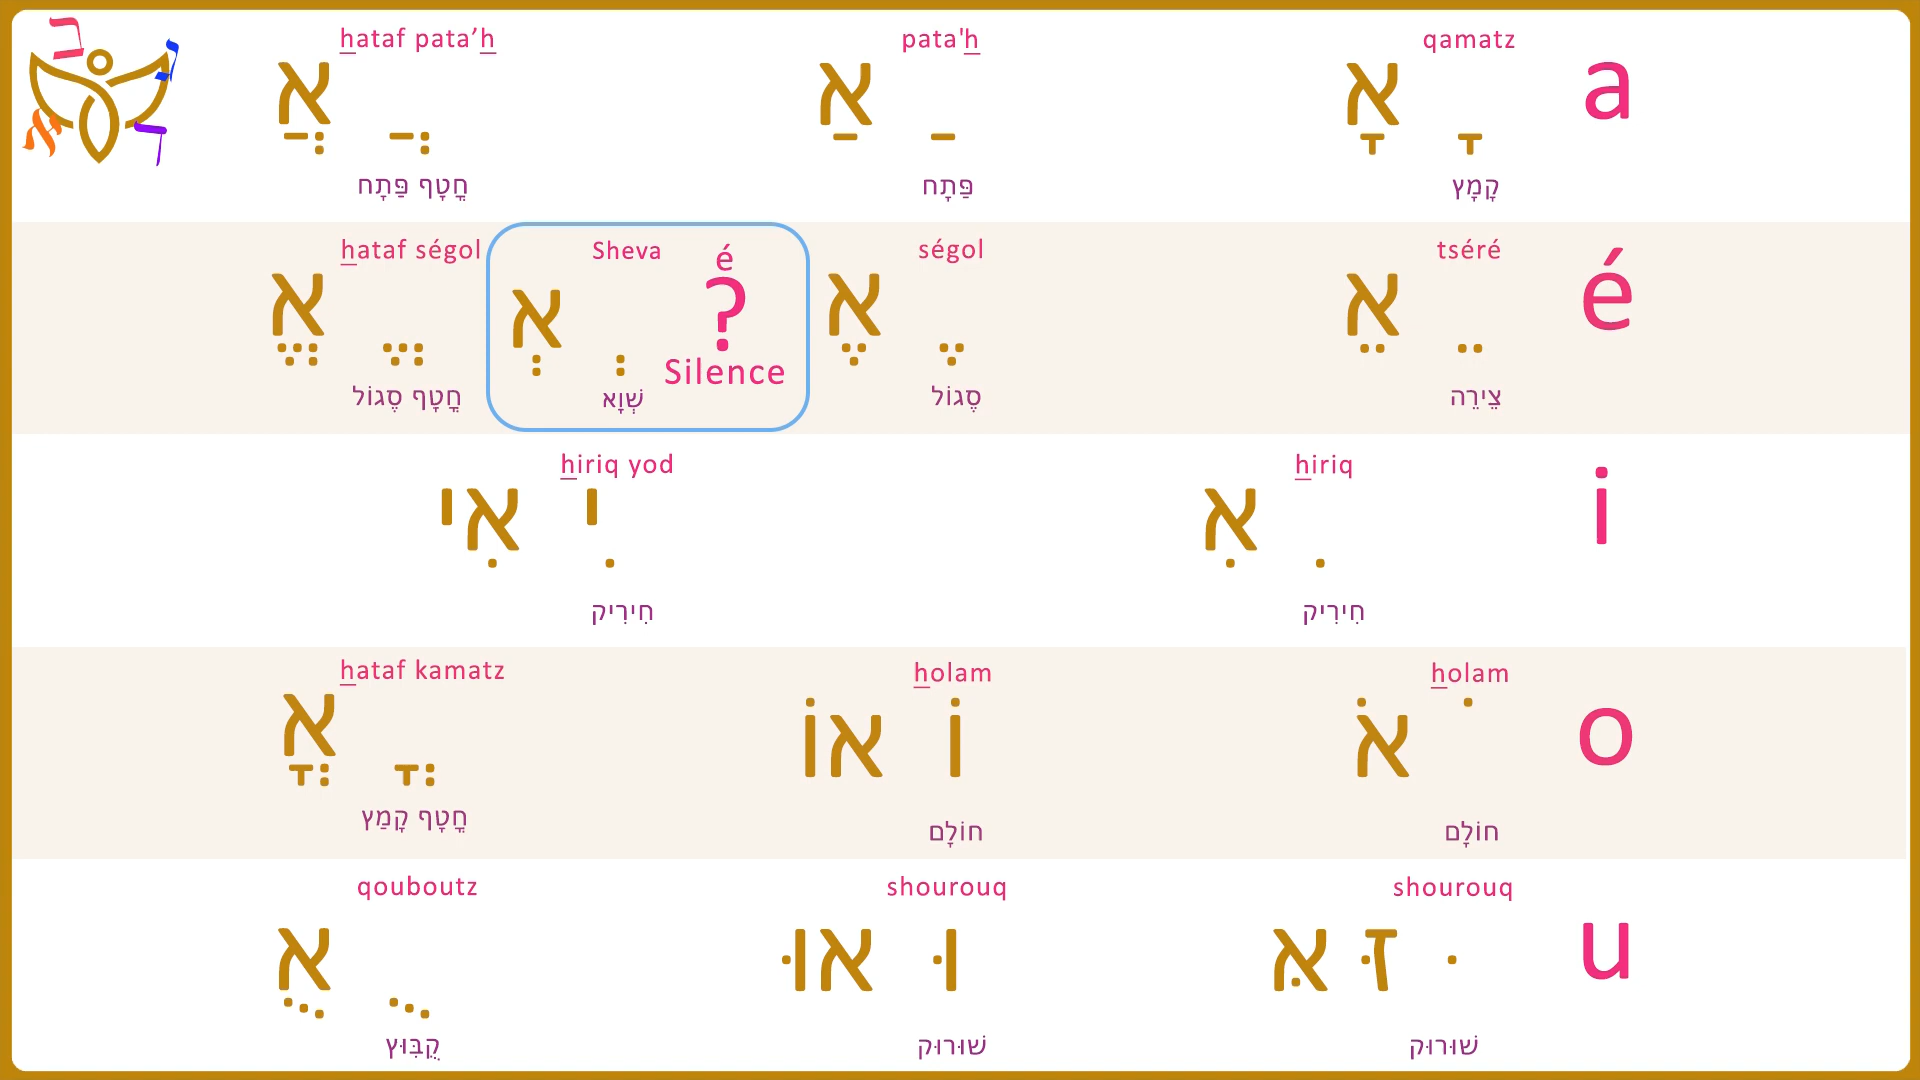 a
qamatz
אָ ָ
קָמָץ
pata'h
אַ ַ
פַּתָח
hataf pata’h
אֲ ֲ
חֲטָף פַּתָח
é
tséré
אֵ ֵ
צֵירֵה
ségol
אֶ ֶ
סֶגוֹל
Sheva
é
?
Silence
אְ ְ
שְׁוָא
hataf ségol
אֱ ֱ
חֲטָף סֶגוֹל
i
hiriq
אִ ִ
חִירִיק
hiriq yod
אִי ִי
חִירִיק
o
holam
אֹ ֹ
חוֹלָם
holam
אוֹ וֹ
חוֹלָם
hataf kamatz
אֳ ֳ
חֲטָף קָמַץ
u
shourouq
אּ זּ ּ
שׁוּרוּק
shourouq
אוּ וּ
שׁוּרוּק
qouboutz
אֻ ֻ
קֻבּוּץ
ב
נ
א
ך